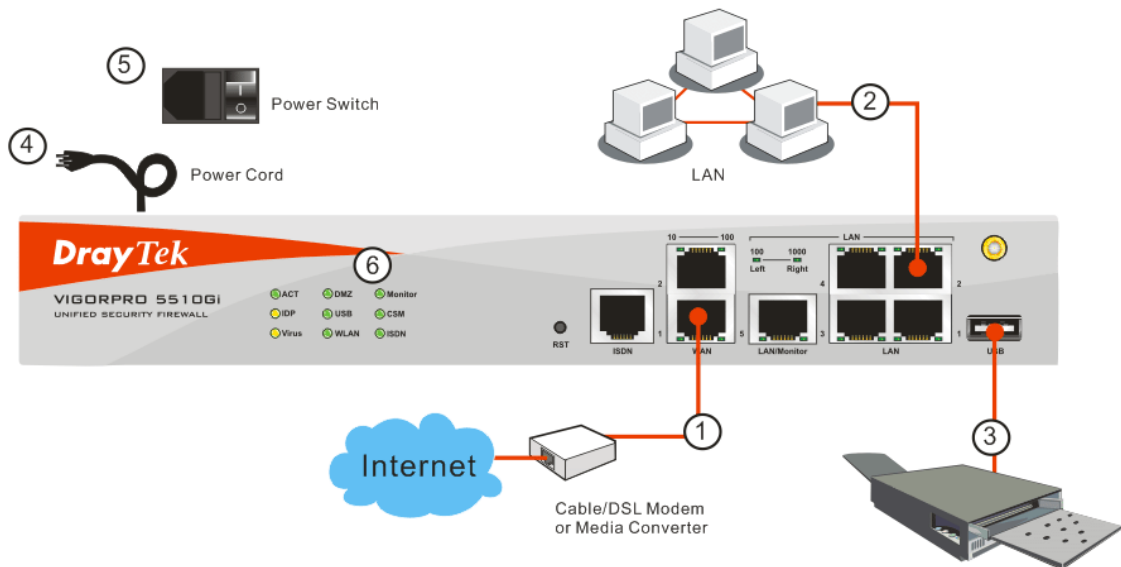 5
Power Switch
4
Power Cord
2
LAN
DrayTek
VIGORPRO 5510Gi
UNIFIED SECURITY FIREWALL
6
ACT DMZ Monitor
IDP USB CSM
Virus WLAN ISDN
RST
ISDN
10 100
2
1
WAN
LAN
100 1000
Left Right
5
LAN/Monitor
4
3
2
1
LAN
USB
1
Internet
Cable/DSL Modem
or Media Converter
3